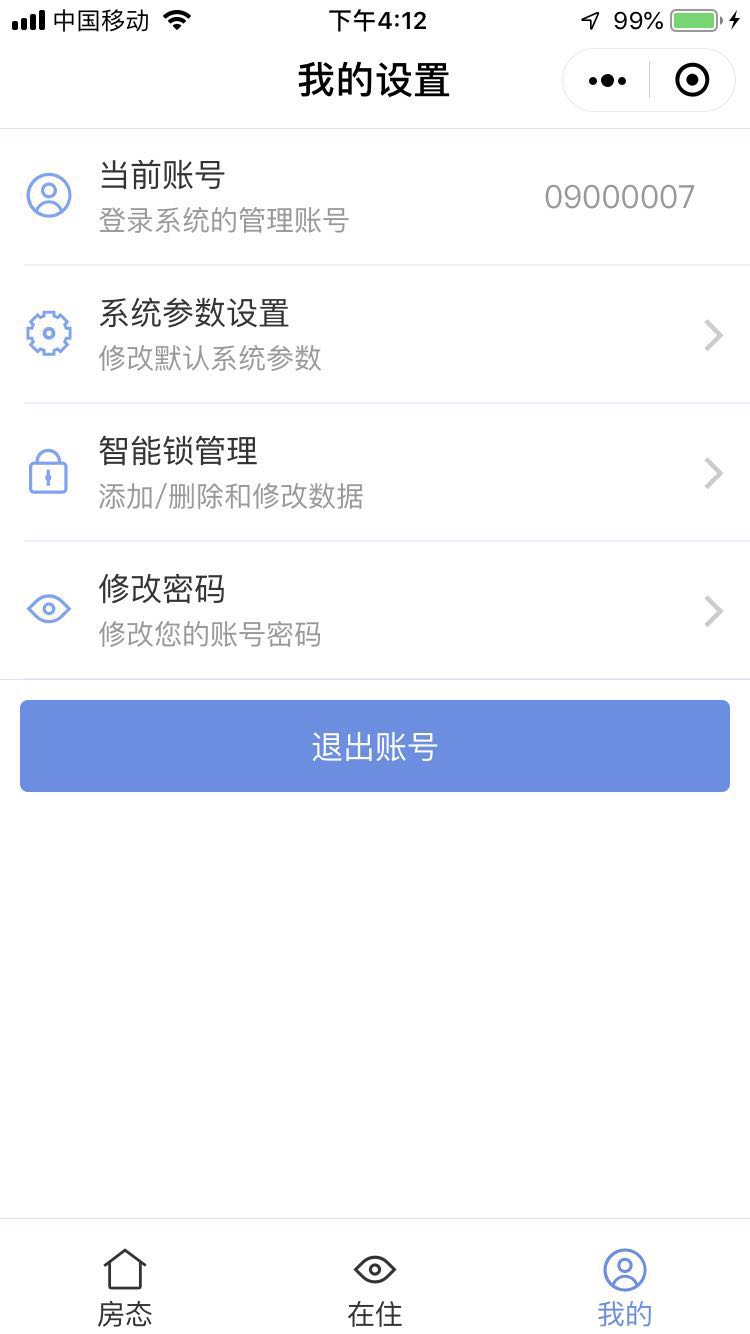 中国移动 下午4:12 99%
我的设置
当前账号
登录系统的管理账号
09000007
系统参数设置
修改默认系统参数
智能锁管理
添加/删除和修改数据
修改密码
修改您的账号密码
退出账号
房态 在住 我的